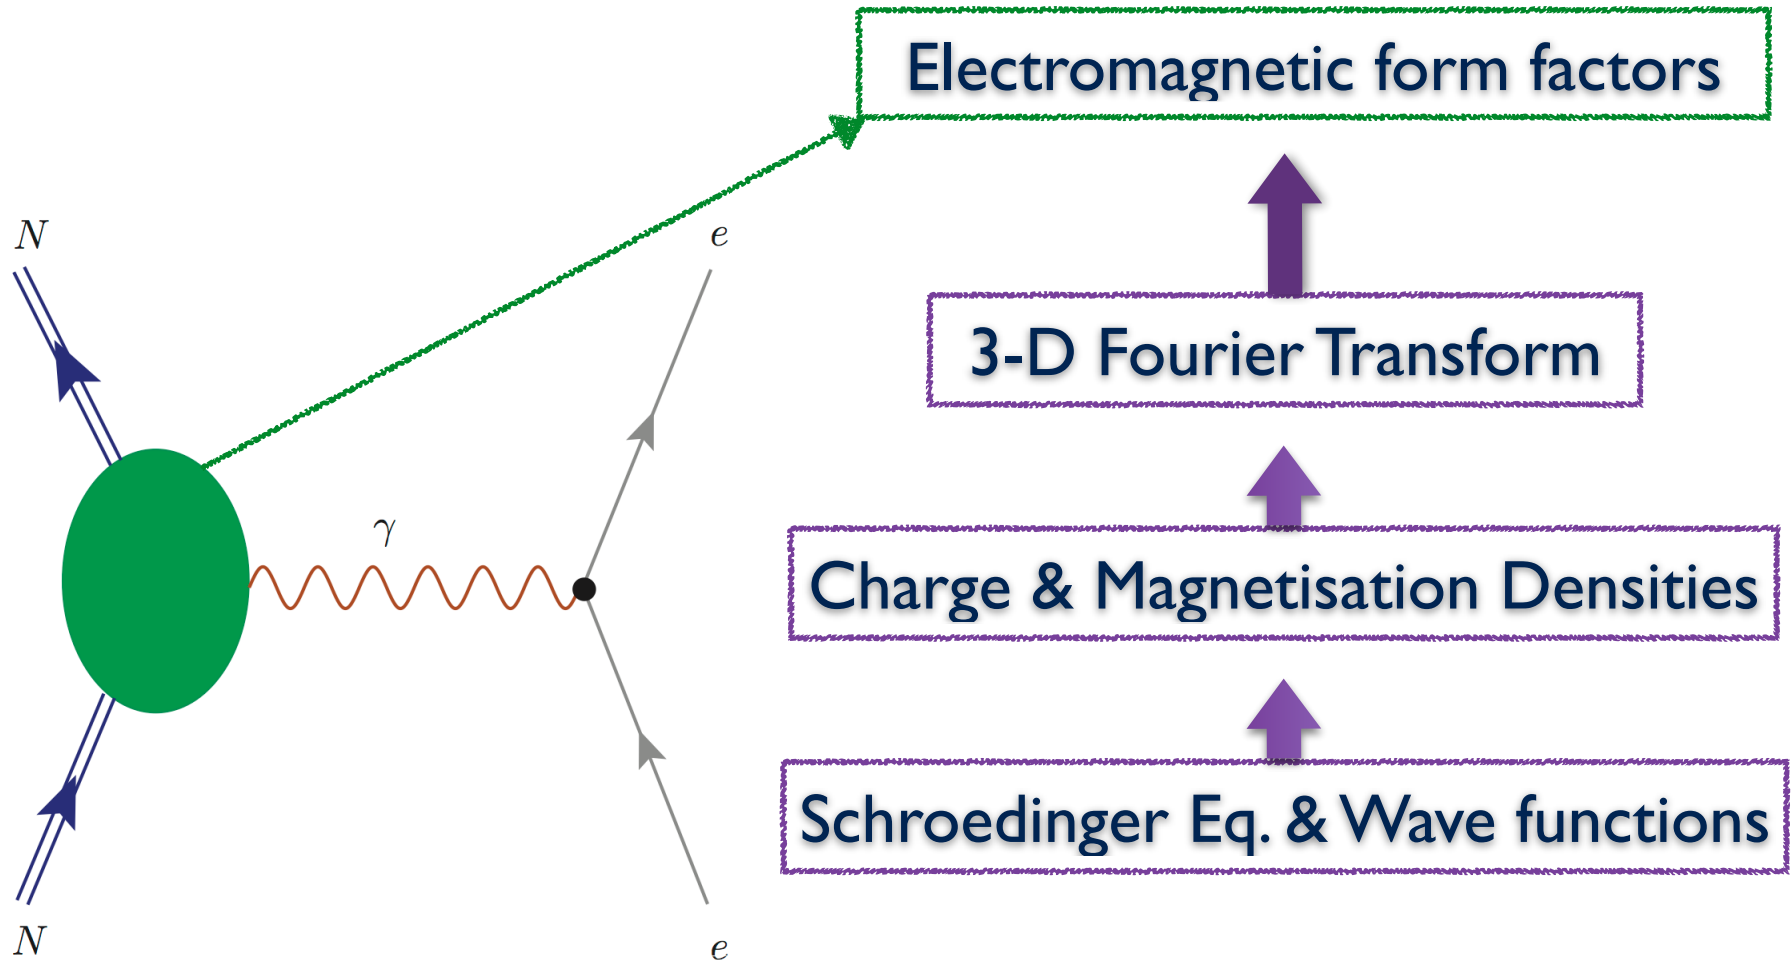 Electromagnetic form factors
N
e
3-D Fourier Transform
γ
Charge & Magnetisation Densities
Schroedinger Eq. & Wave functions
N
e